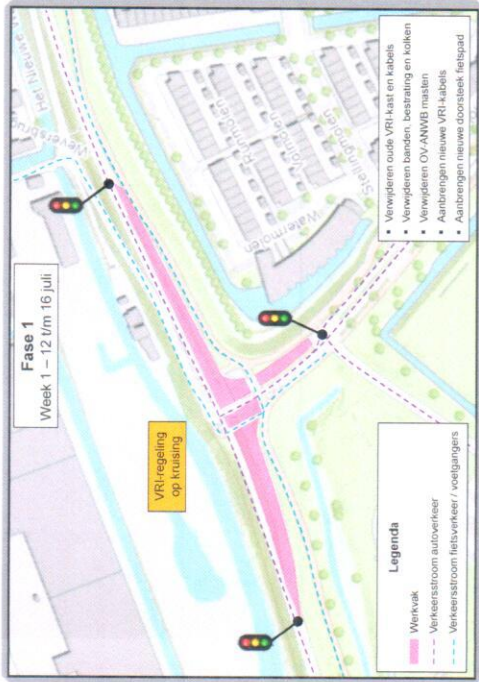 Fase 1
Week 1 – 12 t/m 16 juli
VRI-regeling
op kruising
Wieversbrug
Het Nieuwe W
Rosmolen
Watermolen
Legenda
Werkvak
Verkeersstroom autoverkeer
Verkeersstroom fietsverkeer / voetgangers
▪ Verwijderen oude VRI-kast en kabels
▪ Verwijderen banden, bestrating en kolken
▪ Verwijderen OV-ANWB masten
▪ Aanbrengen nieuwe VRI-kabels
▪ Aanbrengen nieuwe doorsteek fietspad